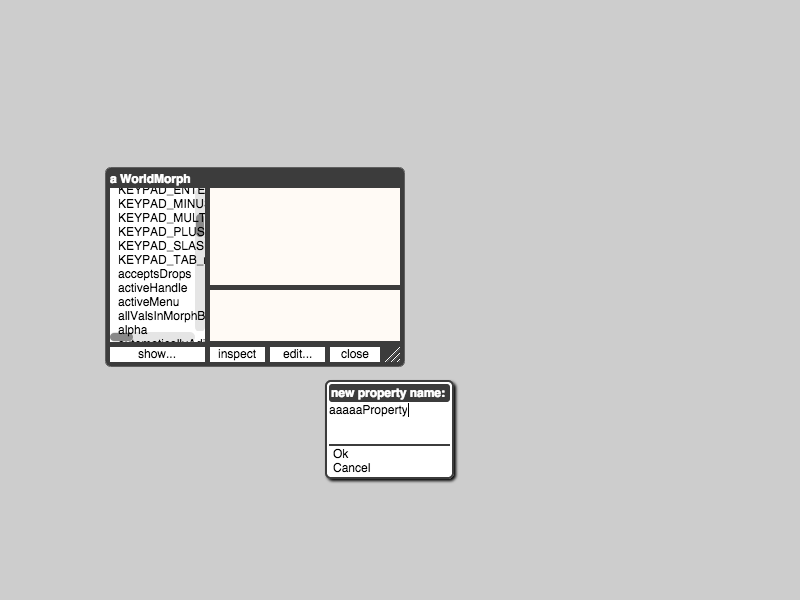 a WorldMorph
KEYPAD_ENTE
KEYPAD_MINU
KEYPAD_MULT
KEYPAD_PLUS
KEYPAD_SLAS
KEYPAD_TAB_
acceptsDrops
activeHandle
activeMenu
allValsInMorphB
alpha
show...
inspect
edit...
close
new property name:
aaaaaProperty
Ok
Cancel